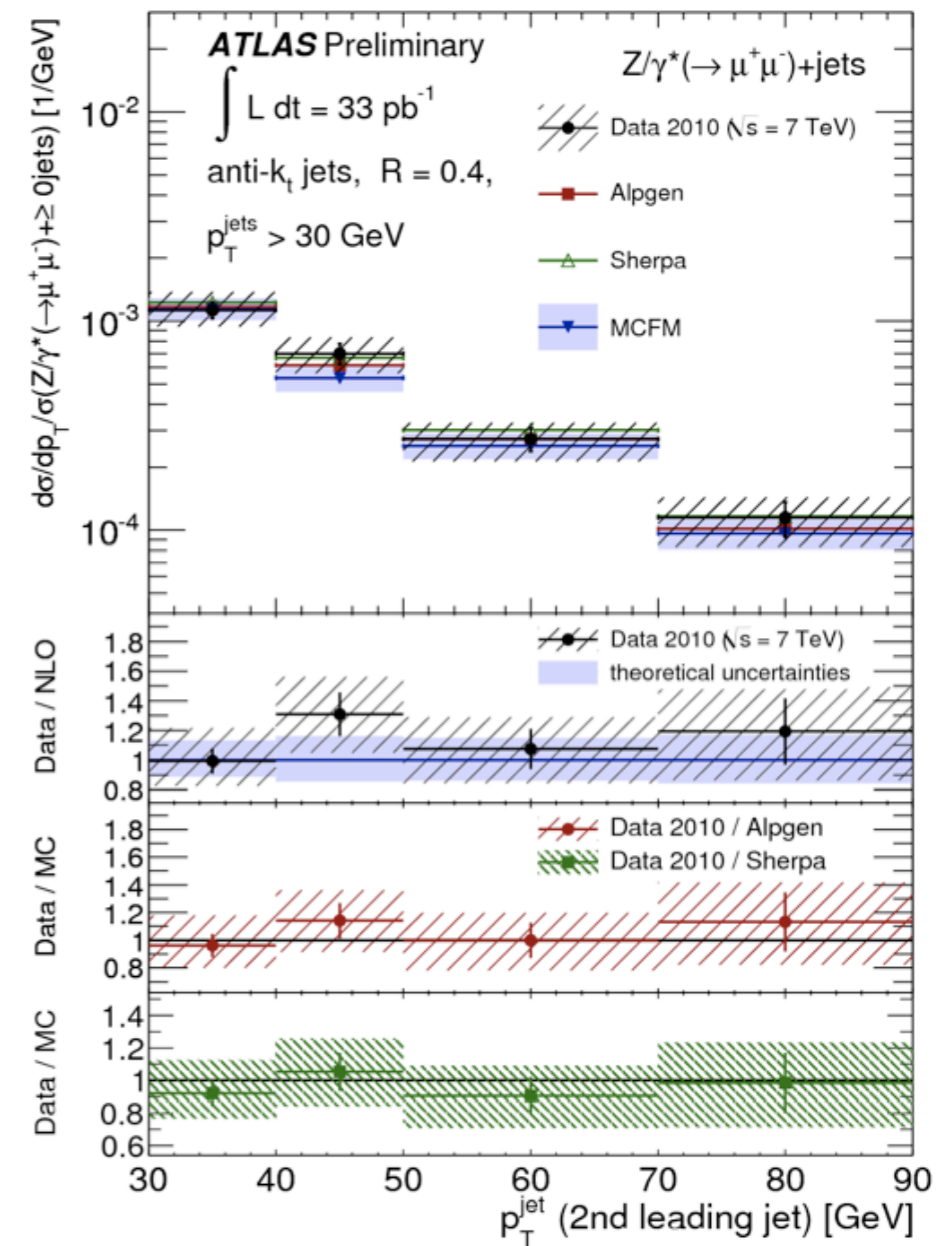 ATLAS Preliminary
∫ L dt = 33 pb⁻¹
anti-kₜ jets, R = 0.4,
p_T^jets > 30 GeV
Z/γ*(→ μ⁺μ⁻)+jets
Data 2010 (√s = 7 TeV)
Alpgen
Sherpa
MCFM
dσ/dp_T/σ(Z/γ*(→μ⁺μ⁻)+≥ 0jets) [1/GeV]
10⁻²
10⁻³
10⁻⁴
Data / NLO
1.8
1.6
1.4
1.2
1
0.8
Data 2010 (√s = 7 TeV)
theoretical uncertainties
Data / MC
1.8
1.6
1.4
1.2
1
0.8
Data 2010 / Alpgen
Data 2010 / Sherpa
Data / MC
1.4
1.2
1
0.8
0.6
30 40 50 60 70 80 90
p_T^jet (2nd leading jet) [GeV]